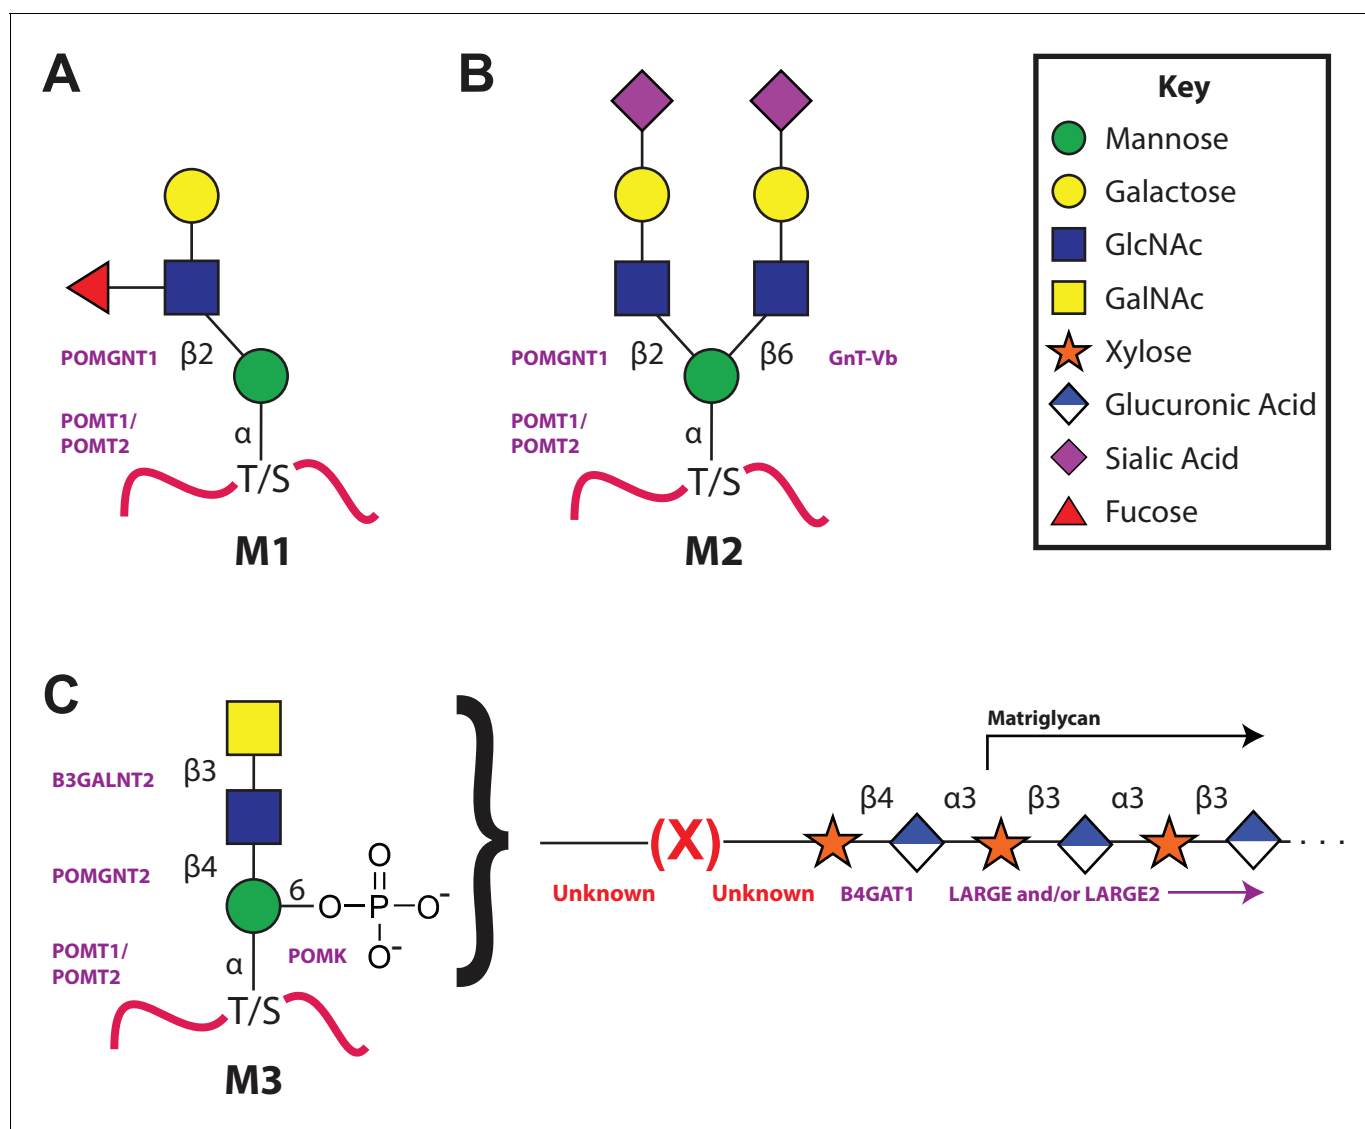 A
POMGNT1
β2
POMT1/
POMT2
α
T/S
M1
B
POMGNT1
β2
β6
GnT-Vb
POMT1/
POMT2
α
T/S
M2
Key
Mannose
Galactose
GlcNAc
GalNAc
Xylose
Glucuronic Acid
Sialic Acid
Fucose
C
B3GALNT2
β3
POMGNT2
β4
6
O
O
P
O-
O-
POMK
POMT1/
POMT2
α
T/S
M3
}
Matriglycan
β4 α3 β3 α3 β3
(X)
. . .
Unknown Unknown B4GAT1 LARGE and/or LARGE2